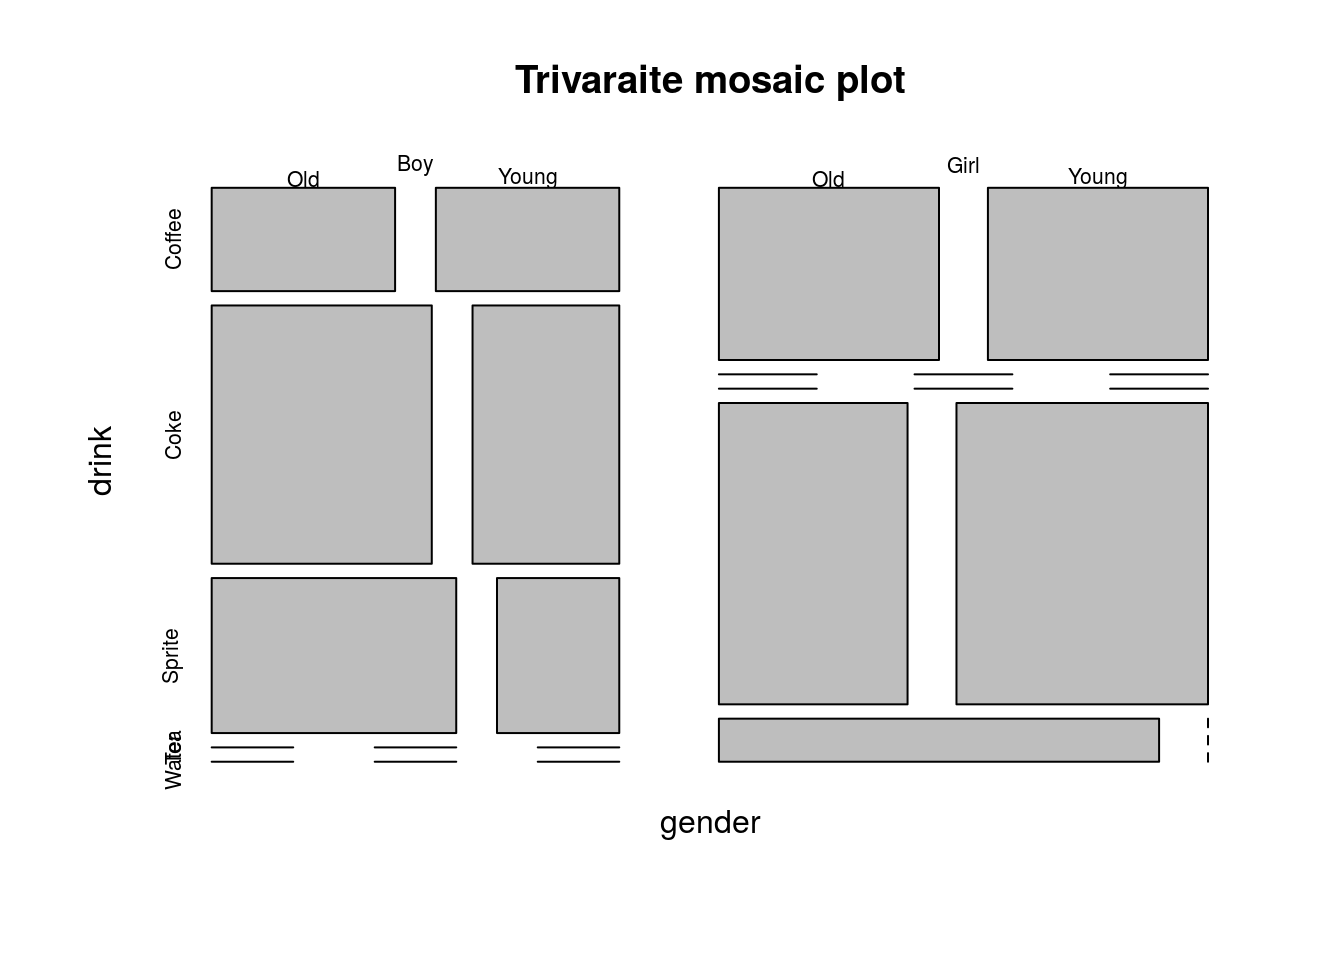 Trivaraite mosaic plot
Boy
Girl
Old
Young
Old
Young
Coffee
Coke
Sprite
Tea
Water
drink
gender